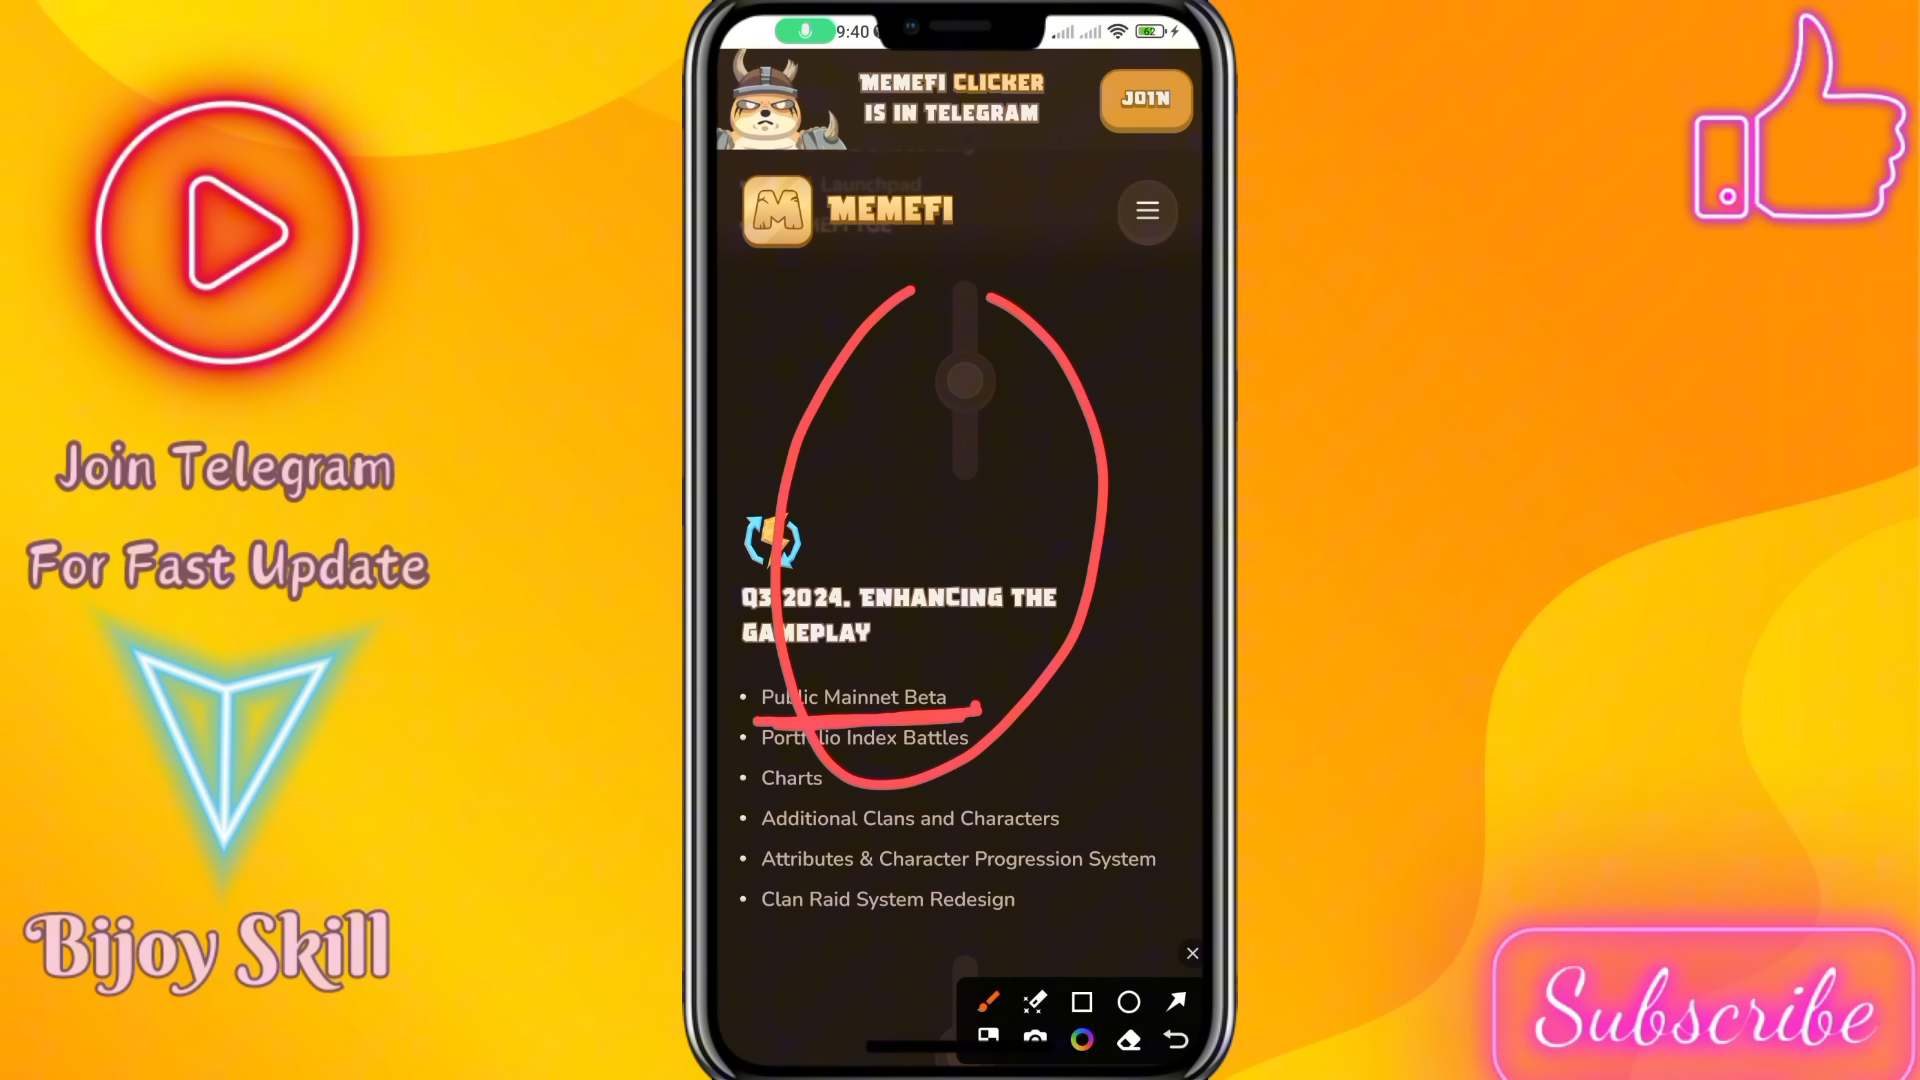 9:40
62
MEMEFI CLICKER
IS IN TELEGRAM
JOIN
Launchpad
MEMEFI
Q3 2024. ENHANCING THE
GAMEPLAY
• Public Mainnet Beta
• Portfolio Index Battles
• Charts
• Additional Clans and Characters
• Attributes & Character Progression System
• Clan Raid System Redesign
Join Telegram
For Fast Update
Bijoy Skill
Subscribe